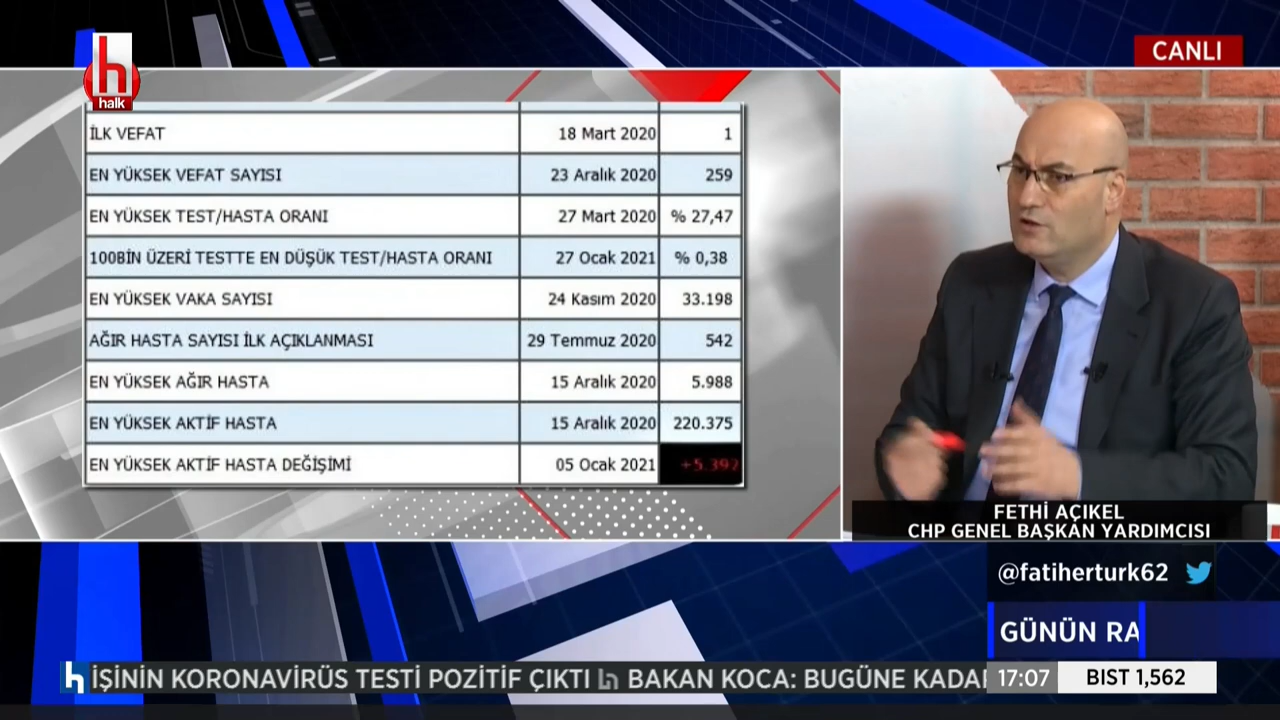 h
halk
CANLI
İLK VEFAT 18 Mart 2020 1
EN YÜKSEK VEFAT SAYISI 23 Aralık 2020 259
EN YÜKSEK TEST/HASTA ORANI 27 Mart 2020 % 27,47
100BİN ÜZERİ TESTTE EN DÜŞÜK TEST/HASTA ORANI 27 Ocak 2021 % 0,38
EN YÜKSEK VAKA SAYISI 24 Kasım 2020 33.198
AĞIR HASTA SAYISI İLK AÇIKLANMASI 29 Temmuz 2020 542
EN YÜKSEK AĞIR HASTA 15 Aralık 2020 5.988
EN YÜKSEK AKTİF HASTA 15 Aralık 2020 220.375
EN YÜKSEK AKTİF HASTA DEĞİŞİMİ 05 Ocak 2021 +5.392
FETHİ AÇIKEL
CHP GENEL BAŞKAN YARDIMCISI
@fatiherturk62
GÜNÜN RA
h İŞİNİN KORONAVİRÜS TESTİ POZİTİF ÇIKTI h BAKAN KOCA: BUGÜNE KADA 17:07 BIST 1,562